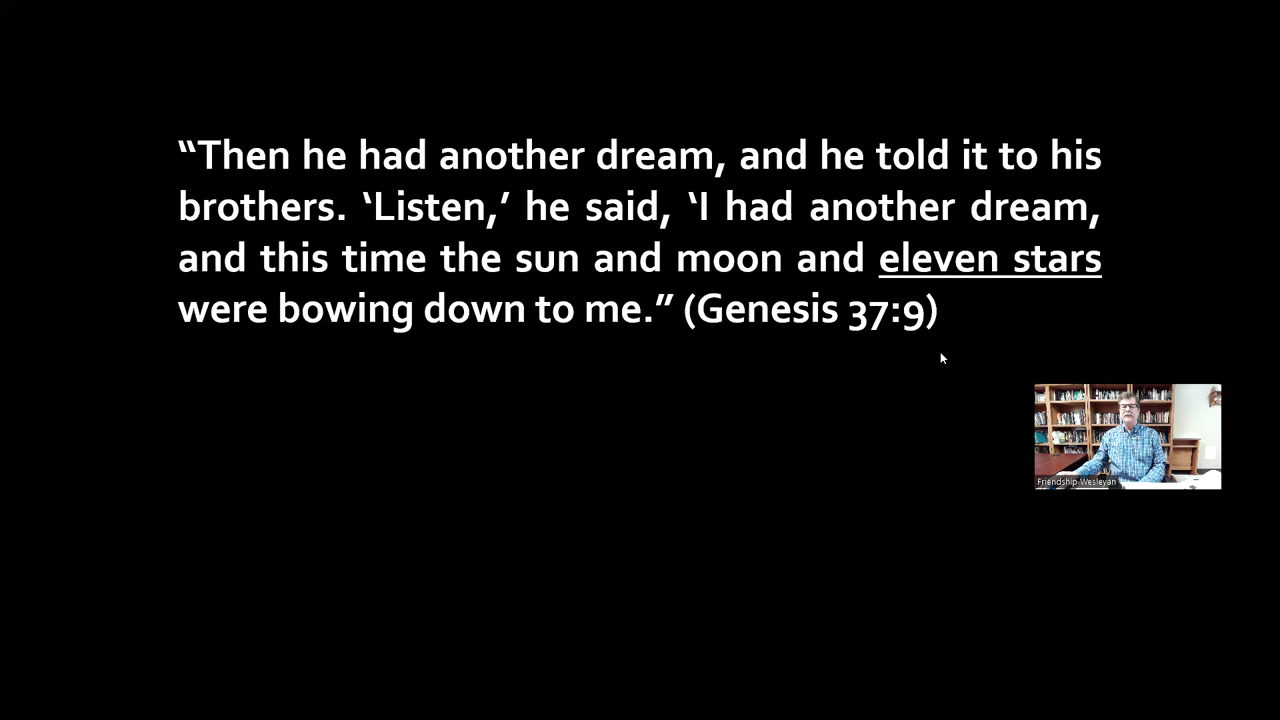 “Then he had another dream, and he told it to his
brothers. ‘Listen,’ he said, ‘I had another dream,
and this time the sun and moon and eleven stars
were bowing down to me.” (Genesis 37:9)
Friendship Wesleyan